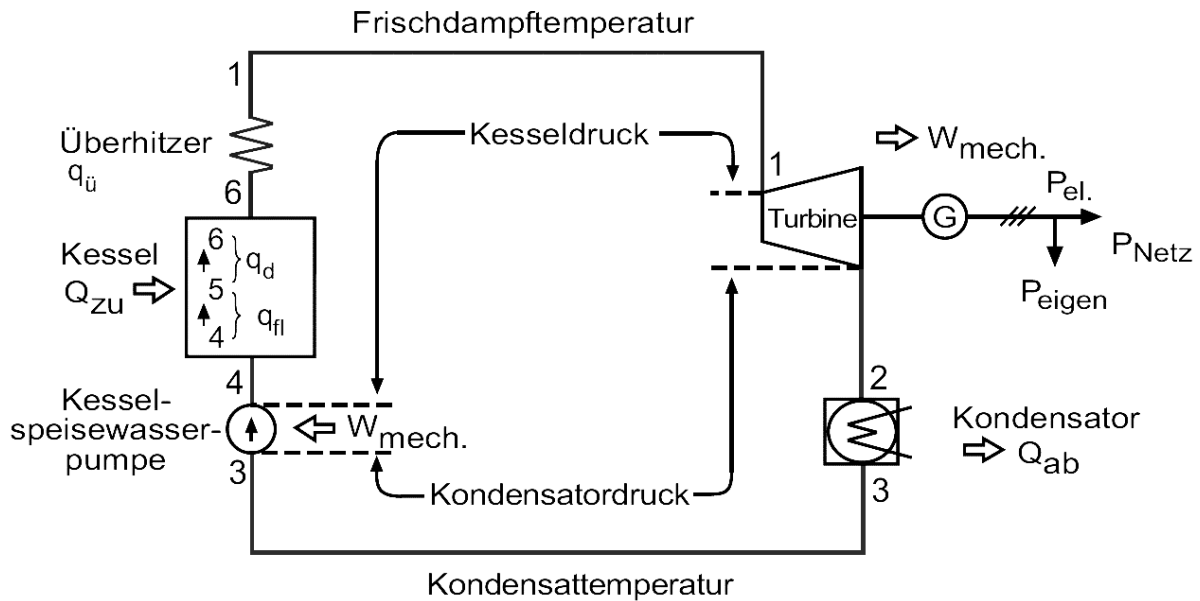 Frischdampftemperatur
1
Überhitzer
qü
6
Kesseldruck
1
Turbine
Wmech.
G
Pel.
PNetz
Peigen
Kessel
Qzu
6
qd
5
qfl
4
4
Kessel-
speisewasser-
pumpe
3
Wmech.
Kondensatordruck
2
Kondensator
Qab
3
Kondensattemperatur